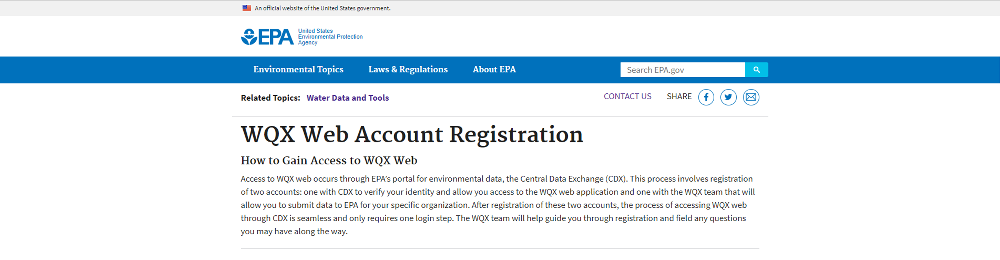 An official website of the United States government.
EPA United States
Environmental Protection
Agency
Environmental Topics Laws & Regulations About EPA Search EPA.gov
Related Topics: Water Data and Tools CONTACT US SHARE
WQX Web Account Registration
How to Gain Access to WQX Web
Access to WQX web occurs through EPA’s portal for environmental data, the Central Data Exchange (CDX). This process involves registration
of two accounts: one with CDX to verify your identity and allow you access to the WQX web application and one with the WQX team that will
allow you to submit data to EPA for your specific organization. After registration of these two accounts, the process of accessing WQX web
through CDX is seamless and only requires one login step. The WQX team will help guide you through registration and field any questions
you may have along the way.